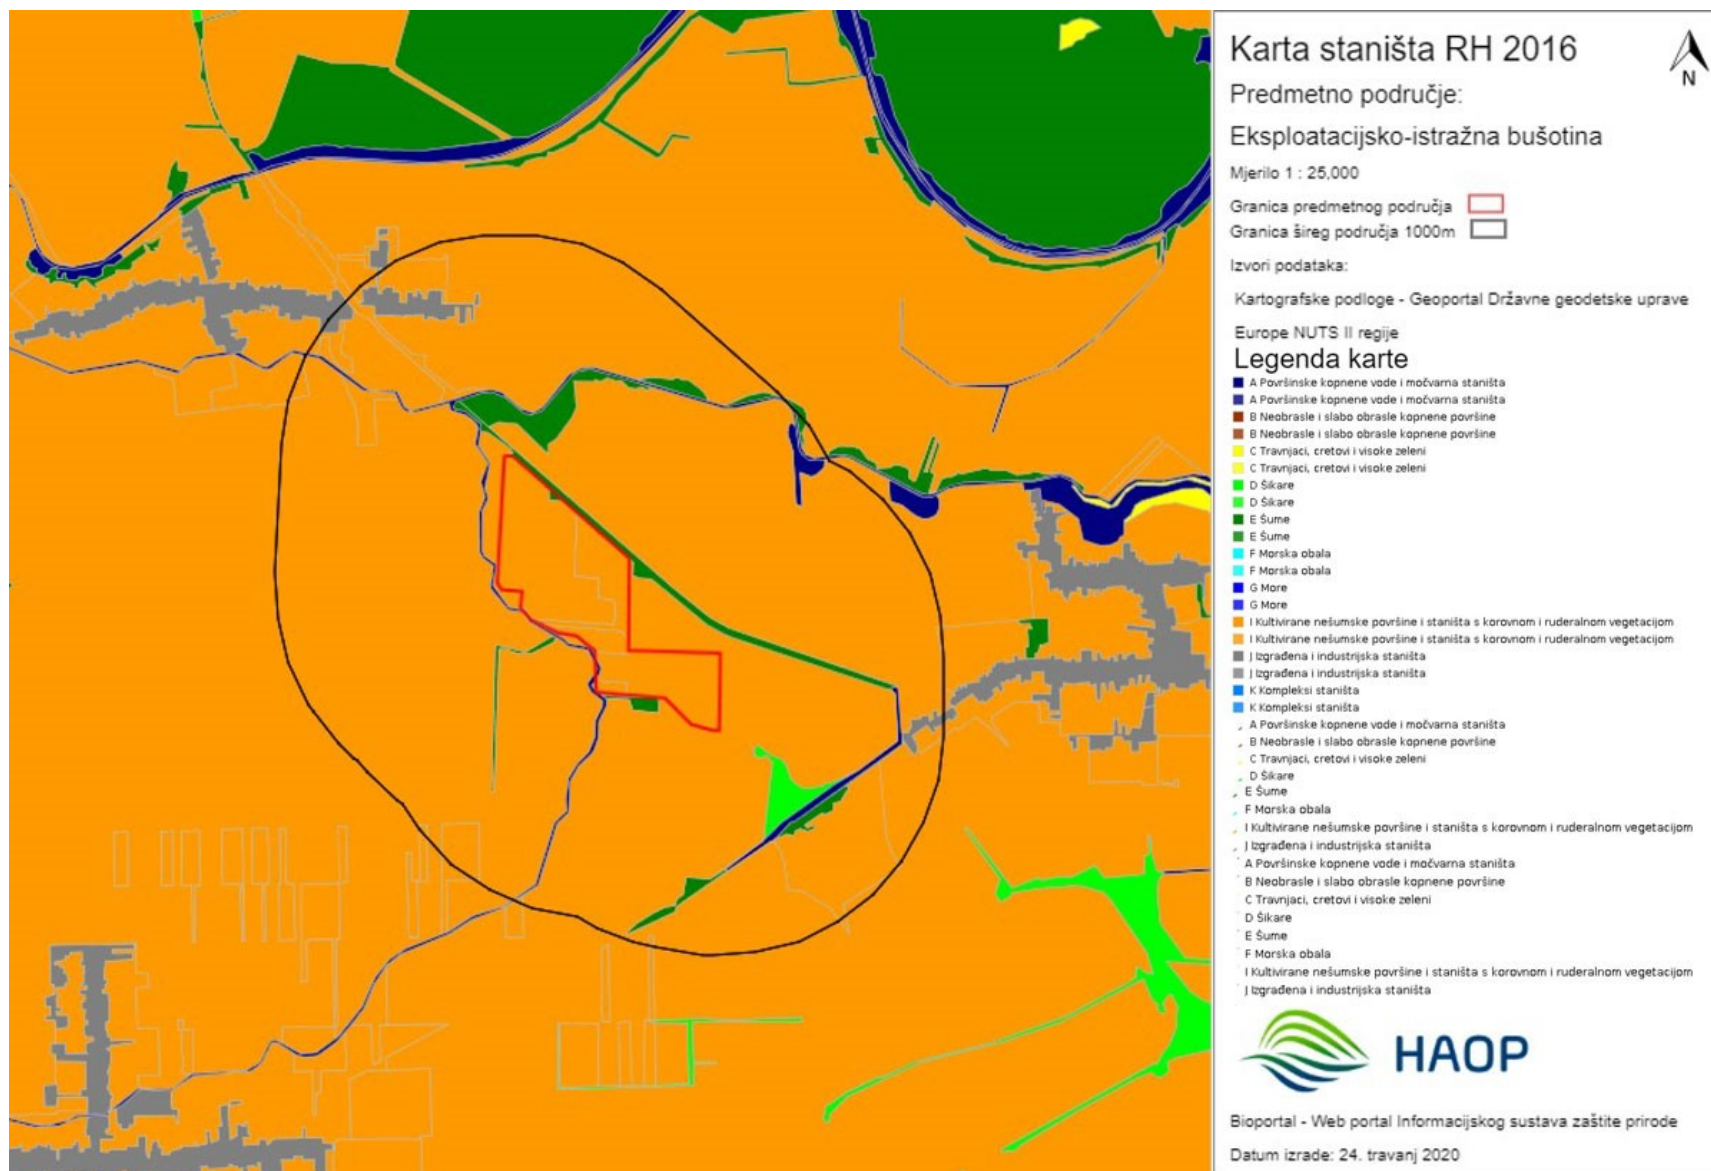 Karta staništa RH 2016
N
Predmetno područje:
Eksploatacijsko-istražna bušotina
Mjerilo 1 : 25,000
Granica predmetnog područja
Granica šireg područja 1000m
Izvori podataka:
Kartografske podloge - Geoportal Državne geodetske uprave
Europe NUTS II regije
Legenda karte
A Površinske kopnene vode i močvarna staništa
A Površinske kopnene vode i močvarna staništa
B Neobrasle i slabo obrasle kopnene površine
B Neobrasle i slabo obrasle kopnene površine
C Travnjaci, cretovi i visoke zeleni
C Travnjaci, cretovi i visoke zeleni
D Šikare
D Šikare
E Šume
E Šume
F Morska obala
F Morska obala
G More
G More
I Kultivirane nešumske površine i staništa s korovnom i ruderalnom vegetacijom
I Kultivirane nešumske površine i staništa s korovnom i ruderalnom vegetacijom
J Izgrađena i industrijska staništa
J Izgrađena i industrijska staništa
K Kompleksi staništa
K Kompleksi staništa
A Površinske kopnene vode i močvarna staništa
B Neobrasle i slabo obrasle kopnene površine
C Travnjaci, cretovi i visoke zeleni
D Šikare
E Šume
F Morska obala
I Kultivirane nešumske površine i staništa s korovnom i ruderalnom vegetacijom
J Izgrađena i industrijska staništa
A Površinske kopnene vode i močvarna staništa
B Neobrasle i slabo obrasle kopnene površine
C Travnjaci, cretovi i visoke zeleni
D Šikare
E Šume
F Morska obala
I Kultivirane nešumske površine i staništa s korovnom i ruderalnom vegetacijom
J Izgrađena i industrijska staništa
HAOP
Bioportal - Web portal Informacijskog sustava zaštite prirode
Datum izrade: 24. travanj 2020